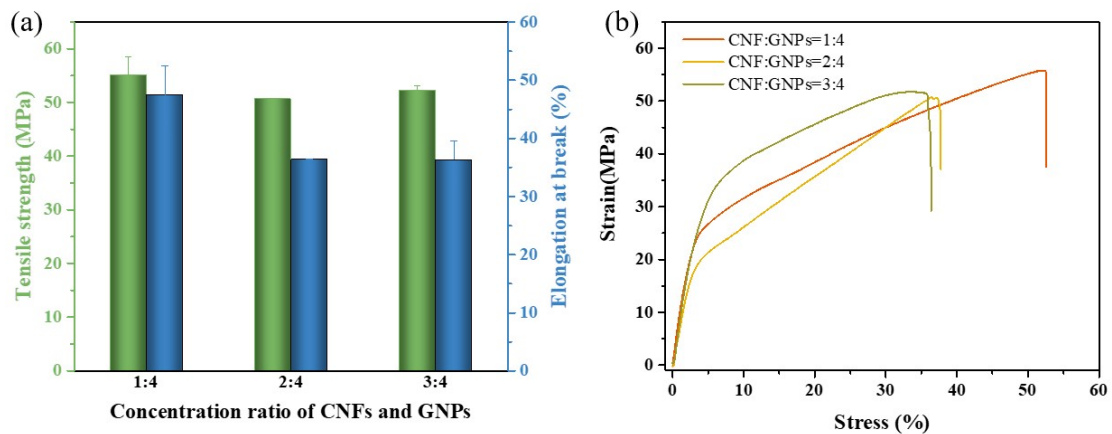 (a)
Tensile strength (MPa)
60
50
40
30
20
10
0
60
50
40
30
20
10
0
Elongation at break (%)
1:4 2:4 3:4
Concentration ratio of CNFs and GNPs
(b)
CNF:GNPs=1:4
CNF:GNPs=2:4
CNF:GNPs=3:4
Strain(MPa)
60
50
40
30
20
10
0
0 10 20 30 40 50 60
Stress (%)